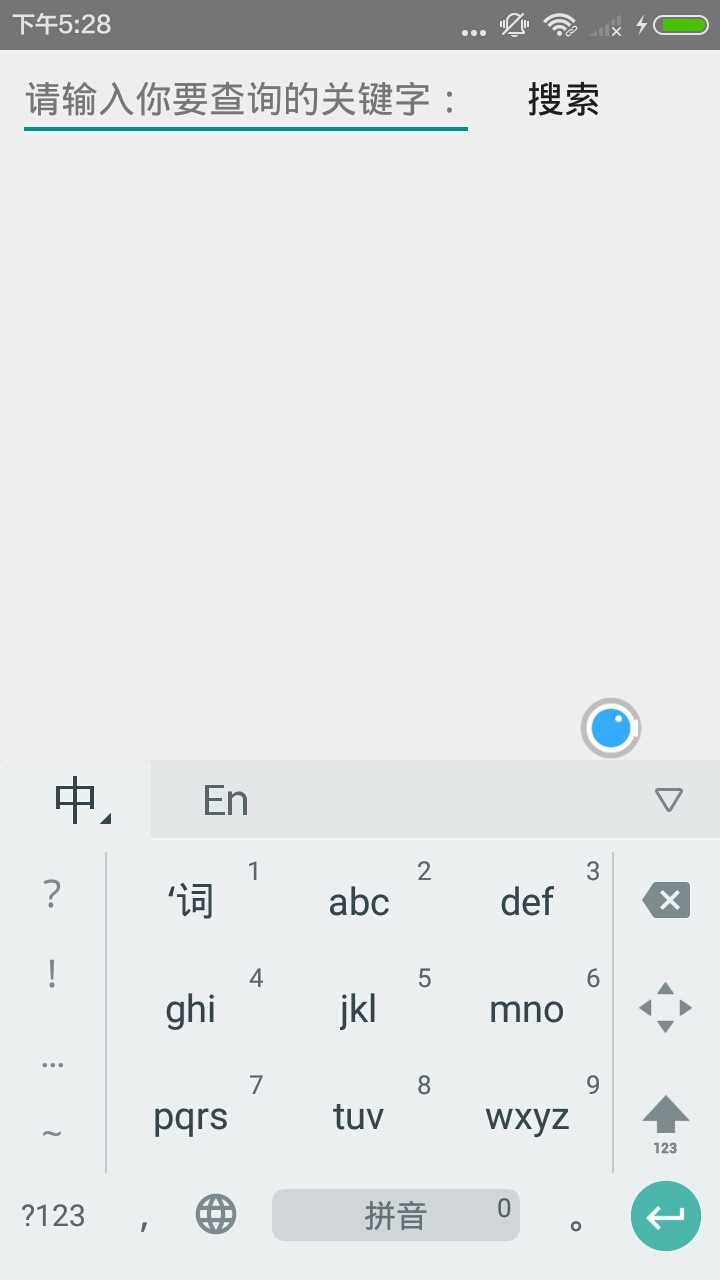 下午5:28
请输入你要查询的关键字： 搜索
中 En
? ‘词 1 abc 2 def 3
! ghi 4 jkl 5 mno 6
...
~ pqrs 7 tuv 8 wxyz 9 123
?123 , 拼音 0 。